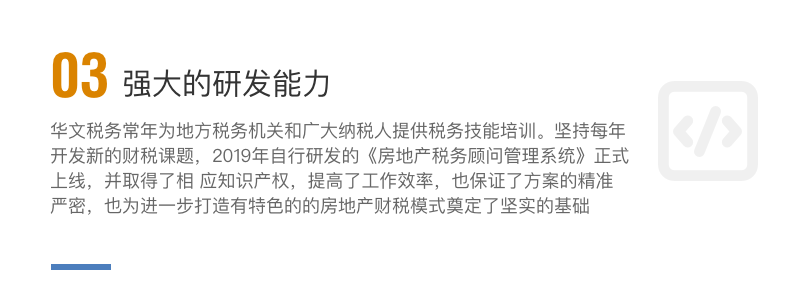 03 强大的研发能力
华文税务常年为地方税务机关和广大纳税人提供税务技能培训。坚持每年
开发新的财税课题，2019年自行研发的《房地产税务顾问管理系统》正式
上线，并取得了相 应知识产权，提高了工作效率，也保证了方案的精准
严密，也为进一步打造有特色的的房地产财税模式奠定了坚实的基础